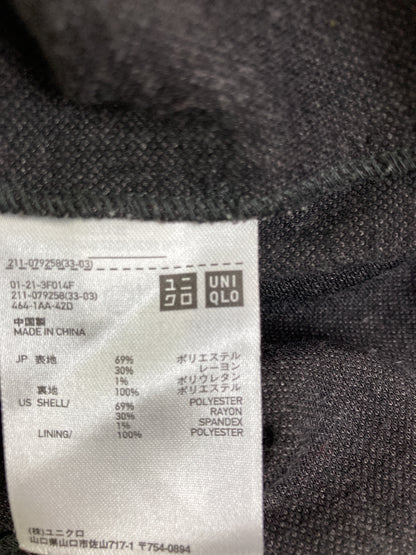 211-079258(33-03)
01-21-3F014F
211-079258(33-03)
464-1AA-42D
ユニクロ
UNIQLO
中国製
MADE IN CHINA
JP 表地 69% ポリエステル
30% レーヨン
1% ポリウレタン
裏地 100% ポリエステル
US SHELL/ 69% POLYESTER
30% RAYON
1% SPANDEX
LINING/ 100% POLYESTER
(株)ユニクロ
山口県山口市佐山717-1 〒754-0894